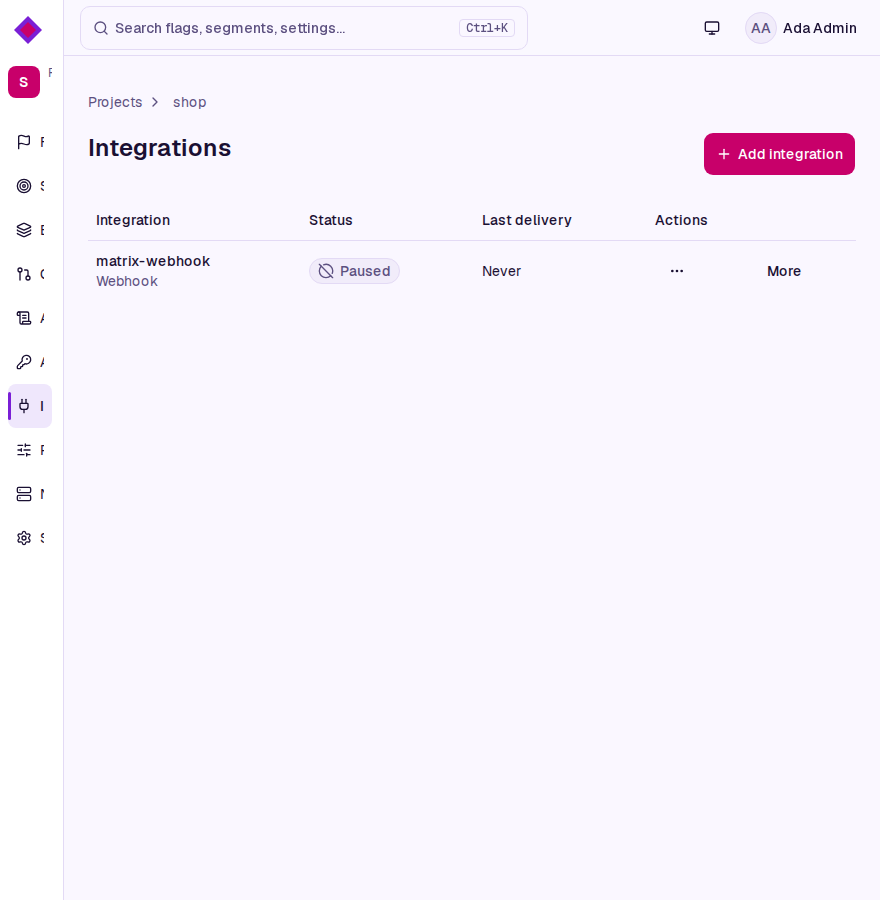 Search flags, segments, settings...
Ctrl+K
AA
Ada Admin
S
Projects
shop
Integrations
Add integration
Integration
Status
Last delivery
Actions
matrix-webhook
Webhook
Paused
Never
More